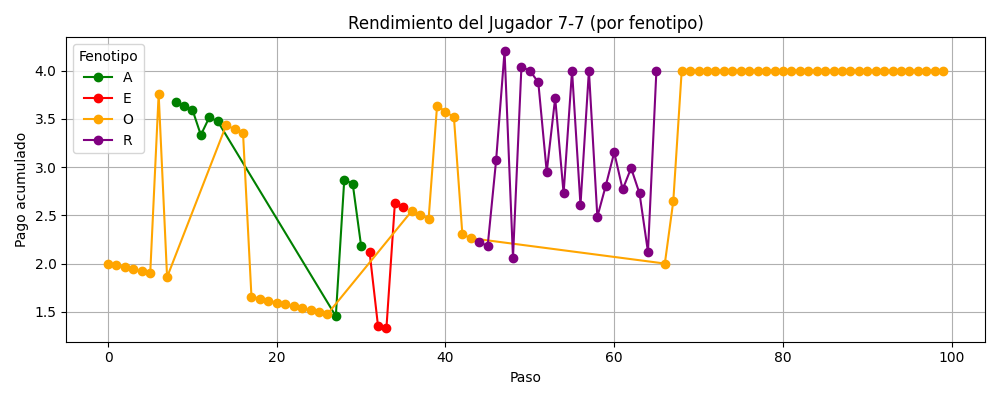 Rendimiento del Jugador 7-7 (por fenotipo)
Fenotipo
A
E
O
R
Pago acumulado
4.0
3.5
3.0
2.5
2.0
1.5
0
20
40
60
80
100
Paso